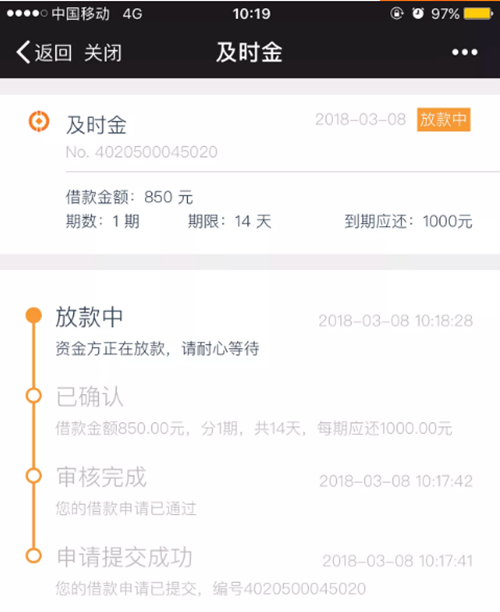 中国移动 4G 10:19 97%
返回 关闭 及时金
及时金 2018-03-08 放款中
No. 4020500045020
借款金额：850 元
期数：1 期 期限：14 天 到期应还：1000元
放款中 2018-03-08 10:18:28
资金方正在放款，请耐心等待
已确认
借款金额850.00元，分1期，共14天，每期应还1000.00元
审核完成 2018-03-08 10:17:42
您的借款申请已通过
申请提交成功 2018-03-08 10:17:41
您的借款申请已提交，编号4020500045020